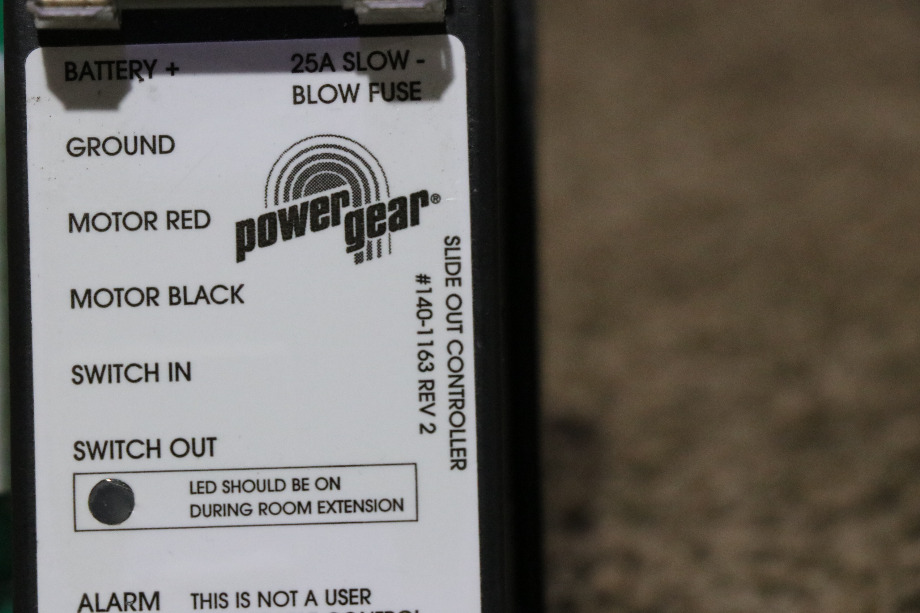 BATTERY +
25A SLOW -
BLOW FUSE
GROUND
power gear®
MOTOR RED
MOTOR BLACK
SLIDE OUT CONTROLLER
#140-1163 REV 2
SWITCH IN
SWITCH OUT
LED SHOULD BE ON
DURING ROOM EXTENSION
ALARM
THIS IS NOT A USER